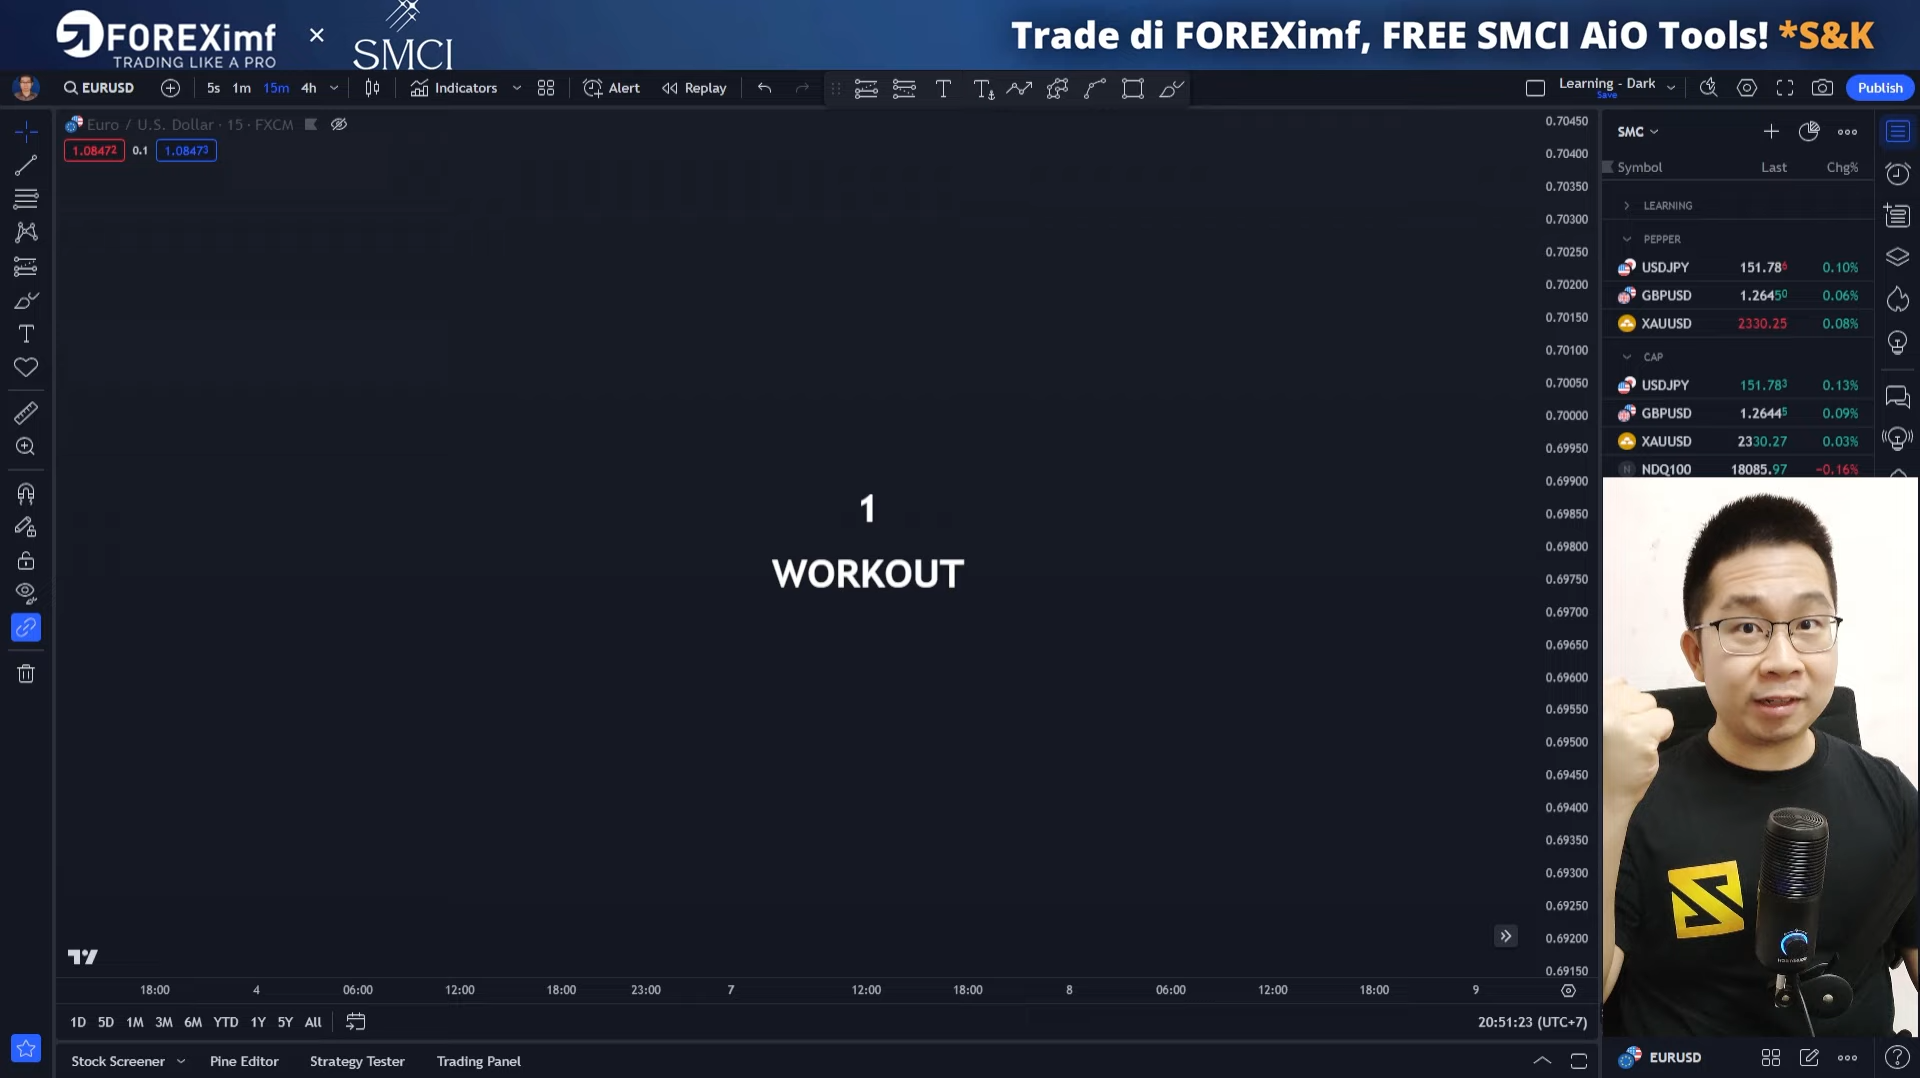 FOREXimf
TRADING LIKE A PRO
×
SMCI
Trade di FOREXimf, FREE SMCI AiO Tools! *S&K
EURUSD
5s 1m 15m 4h
Indicators
Alert
Replay
Learning - Dark
Save
Publish
Euro / U.S. Dollar · 15 · FXCM
1.08472 0.1 1.08473
SMC
Symbol Last Chg%
LEARNING
PEPPER
USDJPY 151.786 0.10%
GBPUSD 1.26450 0.06%
XAUUSD 2330.25 0.08%
CAP
USDJPY 151.783 0.13%
GBPUSD 1.26445 0.09%
XAUUSD 2330.27 0.03%
NDQ100 18085.97 −0.16%
0.70450
0.70400
0.70350
0.70300
0.70250
0.70200
0.70150
0.70100
0.70050
0.70000
0.69950
0.69900
0.69850
0.69800
0.69750
0.69700
0.69650
0.69600
0.69550
0.69500
0.69450
0.69400
0.69350
0.69300
0.69250
0.69200
0.69150
1
WORKOUT
18:00 4 06:00 12:00 18:00 23:00 7 12:00 18:00 8 06:00 12:00 18:00 9
1D 5D 1M 3M 6M YTD 1Y 5Y All
20:51:23 (UTC+7)
Stock Screener Pine Editor Strategy Tester Trading Panel
EURUSD